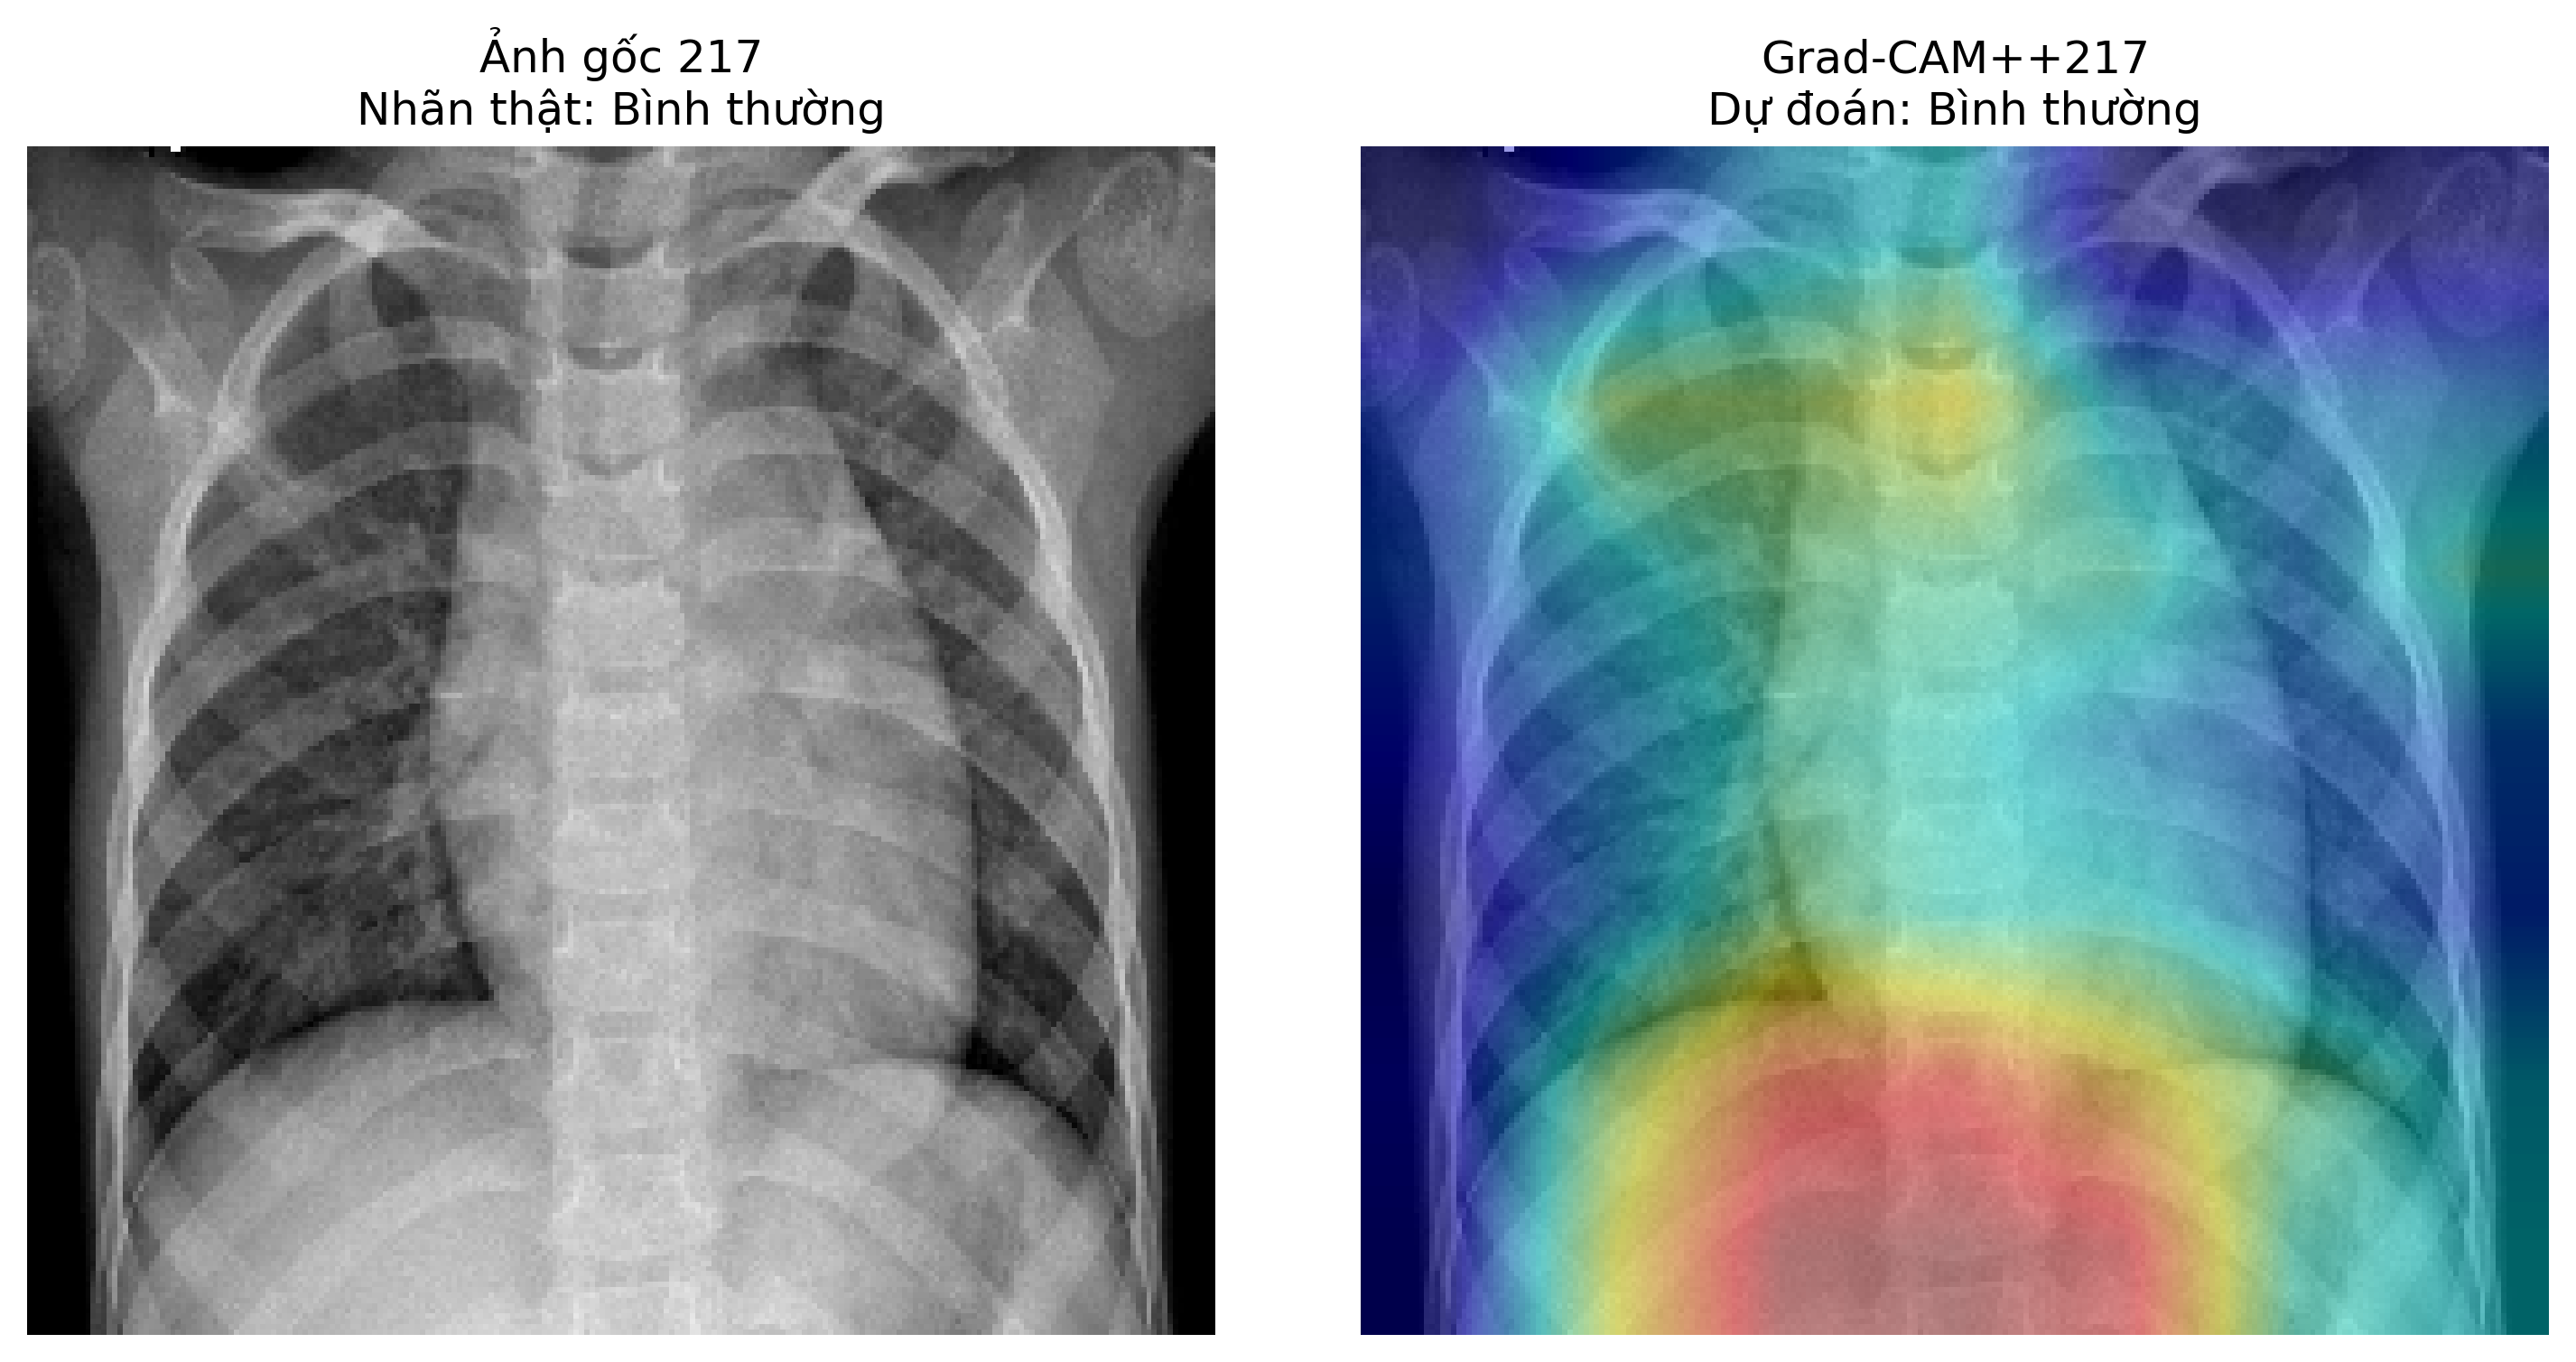 Ảnh gốc 217
Nhãn thật: Bình thường
Grad-CAM++217
Dự đoán: Bình thường